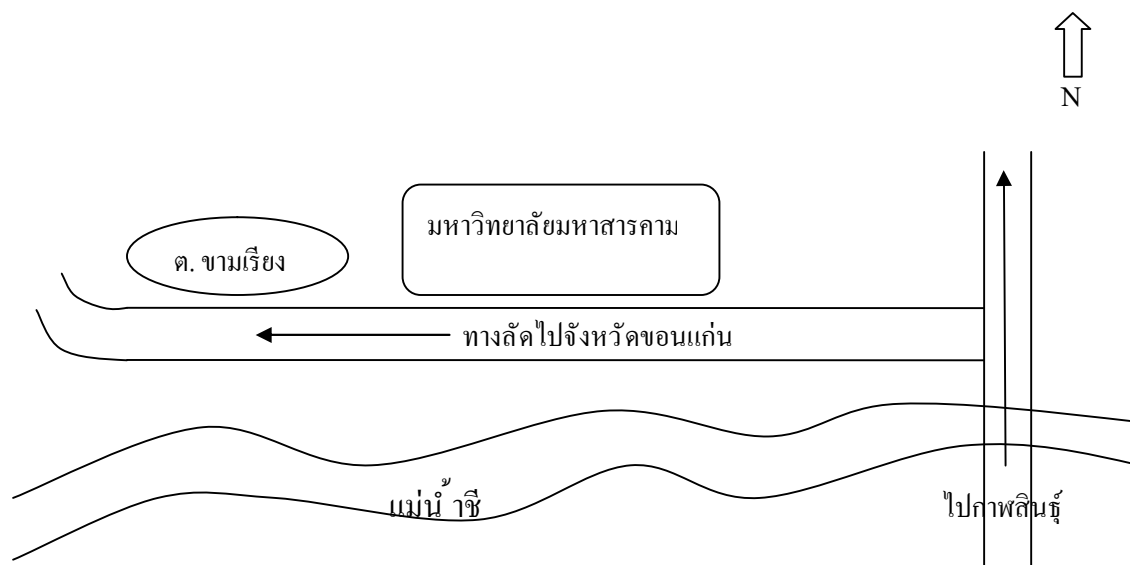 N
มหาวิทยาลัยมหาสารคาม
ต. ขามเรียง
ทางลัดไปจังหวัดขอนแก่น
แม่น้ำชี
ไปกาฬสินธุ์